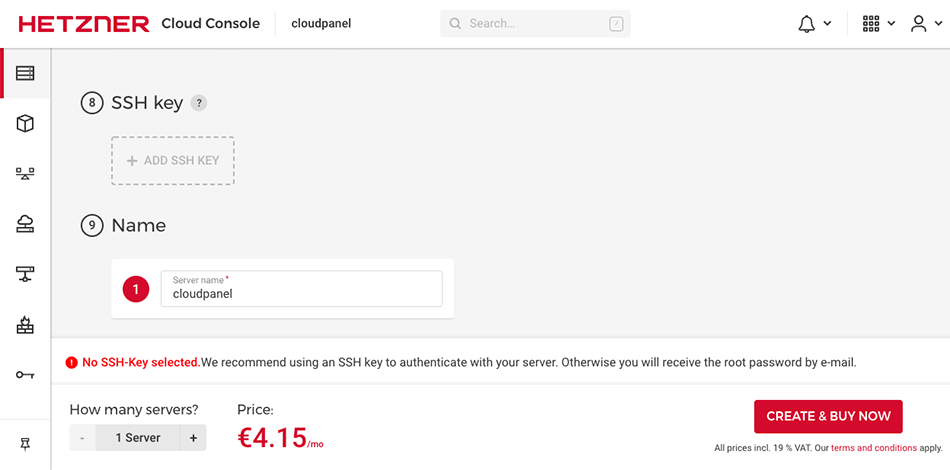 HETZNER Cloud Console cloudpanel Search... /
8 SSH key ?
+ ADD SSH KEY
9 Name
1 Server name *
cloudpanel
! No SSH-Key selected.We recommend using an SSH key to authenticate with your server. Otherwise you will receive the root password by e-mail.
How many servers?
- 1 Server +
Price:
€4.15/mo
CREATE & BUY NOW
All prices incl. 19 % VAT. Our terms and conditions apply.